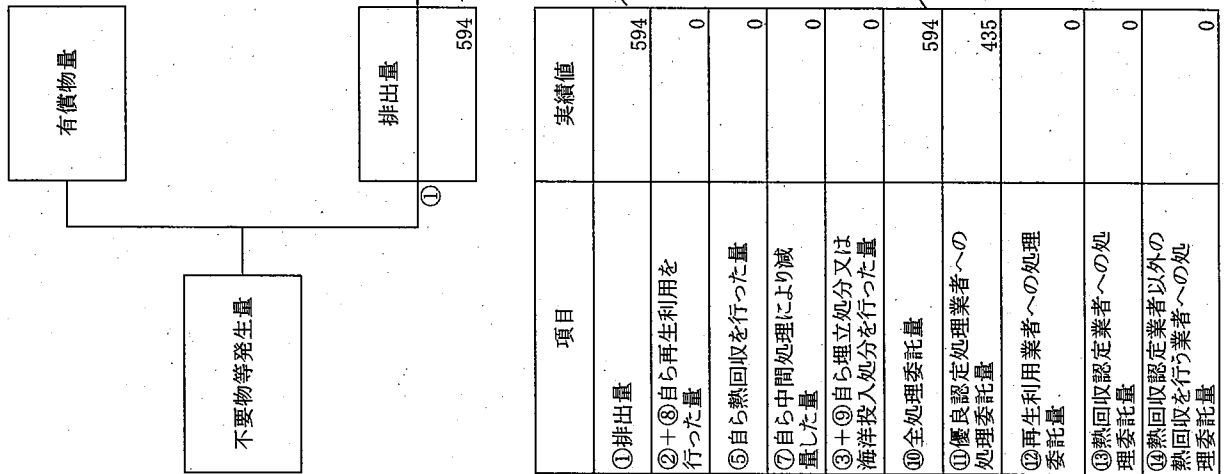 不要物等発生量
有償物量
①
排出量
594
項目
実績値
①排出量
594
②+⑧自ら再生利用を
行った量
0
⑤自ら熱回収を行った量
0
⑦自ら中間処理により減
量した量
0
③+⑨自ら埋立処分又は
海洋投入処分を行った量
0
⑩全処理委託量
594
⑪優良認定処理業者への
処理委託量
435
⑫再生利用業者への処理
委託量
0
⑬熱回収認定業者への処
理委託量
0
⑭熱回収認定業者以外の
熱回収を行う業者への処
理委託量
0